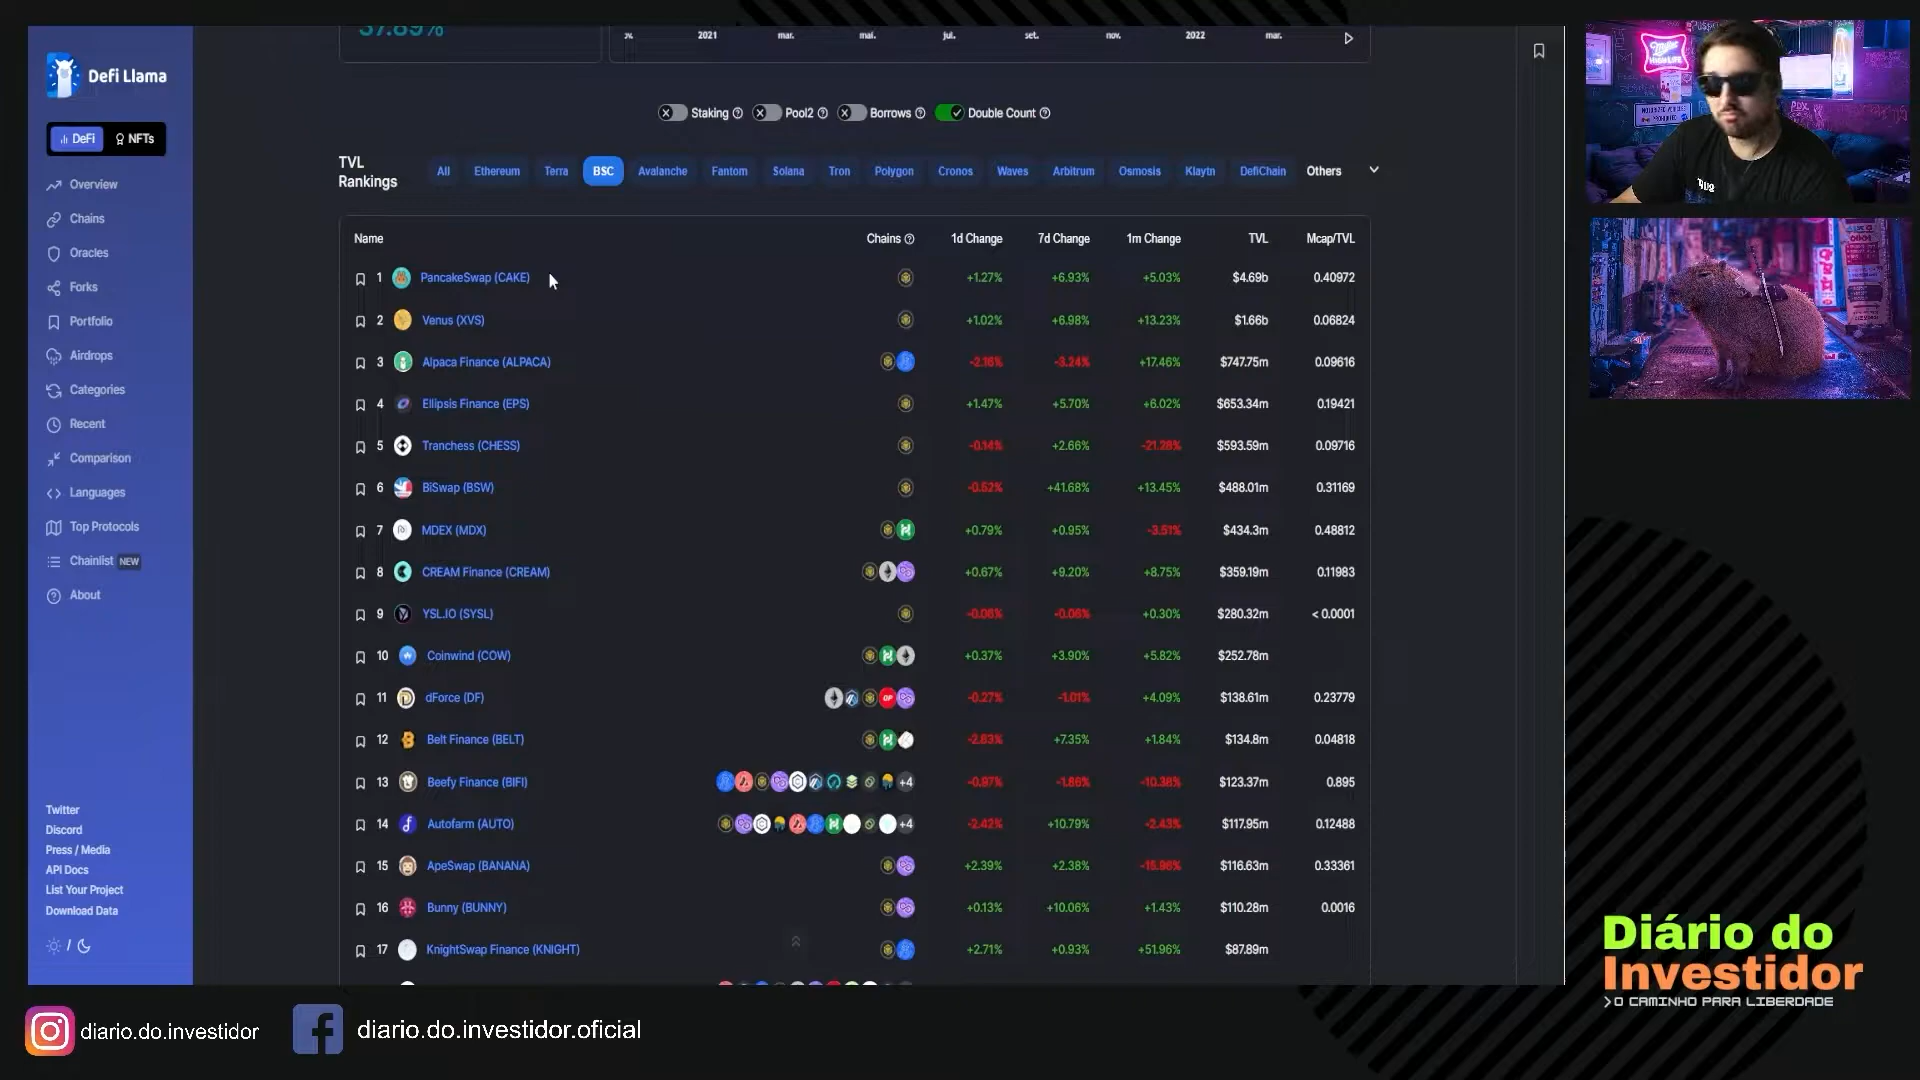 37.89%
2021 mar. mai. jul. set. nov. 2022 mar.
Defi Llama
DeFi NFTs
Overview
Chains
Oracles
Forks
Portfolio
Airdrops
Categories
Recent
Comparison
Languages
Top Protocols
Chainlist NEW
About
Twitter
Discord
Press / Media
API Docs
List Your Project
Download Data
/
Staking Pool2 Borrows Double Count
TVL
Rankings
All Ethereum Terra BSC Avalanche Fantom Solana Tron Polygon Cronos Waves Arbitrum Osmosis Klaytn DefiChain Others
Name Chains 1d Change 7d Change 1m Change TVL Mcap/TVL
1 PancakeSwap (CAKE) +1.27% +6.93% +5.03% $4.69b 0.40972
2 Venus (XVS) +1.02% +6.98% +13.23% $1.66b 0.06824
3 Alpaca Finance (ALPACA) -2.16% -3.24% +17.46% $747.75m 0.09616
4 Ellipsis Finance (EPS) +1.47% +5.70% +6.02% $653.34m 0.19421
5 Tranchess (CHESS) -0.14% +2.66% -21.28% $593.59m 0.09716
6 BiSwap (BSW) -0.52% +41.68% +13.45% $488.01m 0.31169
7 MDEX (MDX) +0.79% +0.95% -3.51% $434.3m 0.48812
8 CREAM Finance (CREAM) +0.67% +9.20% +8.75% $359.19m 0.11983
9 YSL.IO (SYSL) -0.06% -0.06% +0.30% $280.32m < 0.0001
10 Coinwind (COW) +0.37% +3.90% +5.82% $252.78m
11 dForce (DF) OP -0.27% -1.01% +4.09% $138.61m 0.23779
12 Belt Finance (BELT) -2.83% +7.35% +1.84% $134.8m 0.04818
13 Beefy Finance (BIFI) +4 -0.97% -1.86% -10.38% $123.37m 0.895
14 Autofarm (AUTO) +4 -2.42% +10.79% -2.43% $117.95m 0.12488
15 ApeSwap (BANANA) +2.39% +2.38% -15.96% $116.63m 0.33361
16 Bunny (BUNNY) +0.13% +10.06% +1.43% $110.28m 0.0016
17 KnightSwap Finance (KNIGHT) +2.71% +0.93% +51.96% $87.89m
Miller
HIGH LIFE
Diário do
Investidor
>O CAMINHO PARA LIBERDADE
diario.do.investidor
diario.do.investidor.oficial